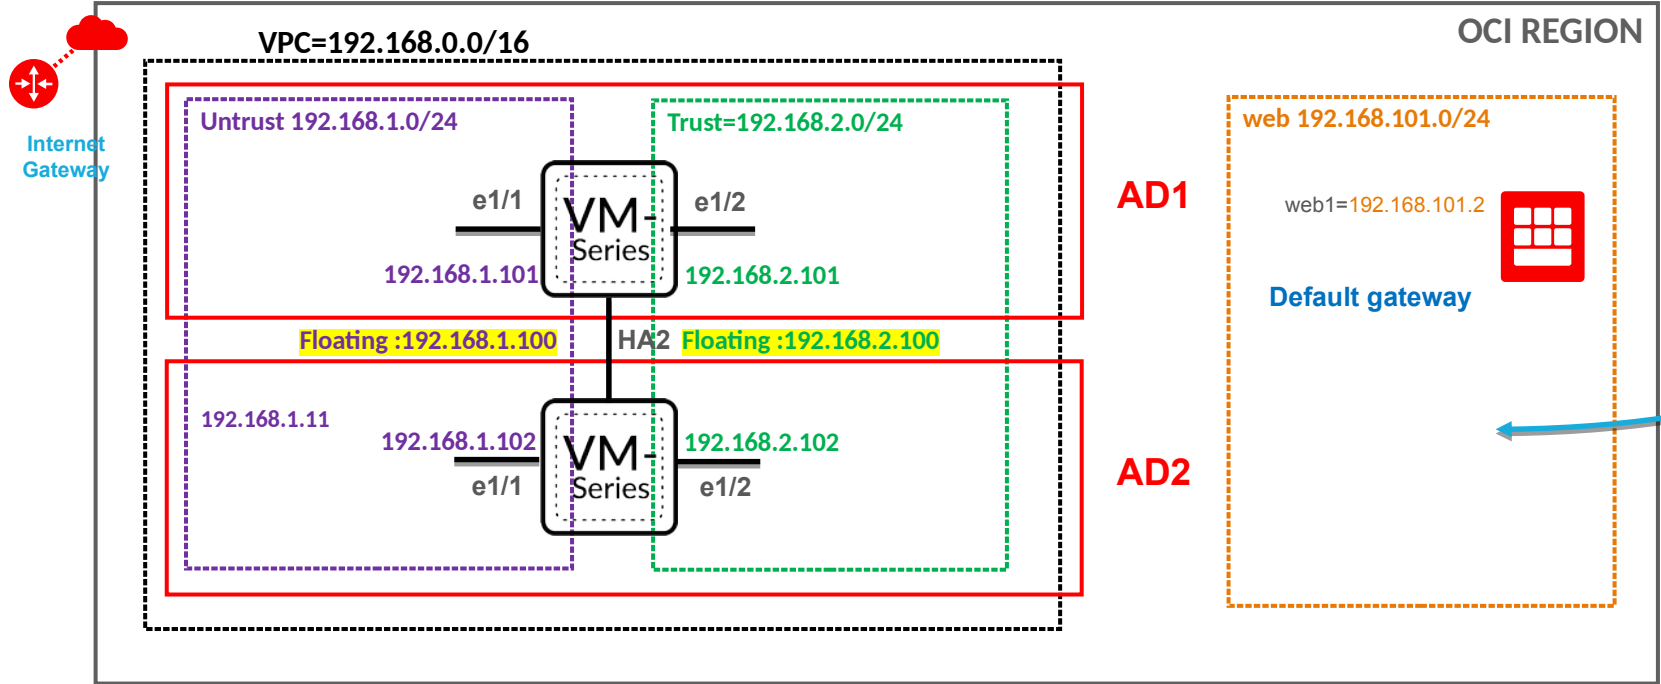 OCI REGION
VPC=192.168.0.0/16
Internet
Gateway
Untrust 192.168.1.0/24
Trust=192.168.2.0/24
web 192.168.101.0/24
e1/1
VM-
Series
e1/2
AD1
web1=192.168.101.2
192.168.1.101
192.168.2.101
Default gateway
Floating :192.168.1.100
HA2
Floating :192.168.2.100
192.168.1.11
192.168.1.102
VM-
Series
192.168.2.102
AD2
e1/1
e1/2